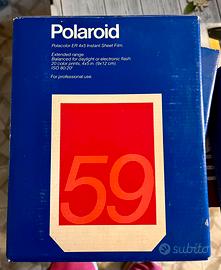 Polaroid
Polacolor ER 4x5 Instant Sheet Film
Extended range
Balanced for daylight or electronic flash
20 color prints, 4x5 in. (9x12 cm)
ISO 80/20°
For professional use.
59
subito